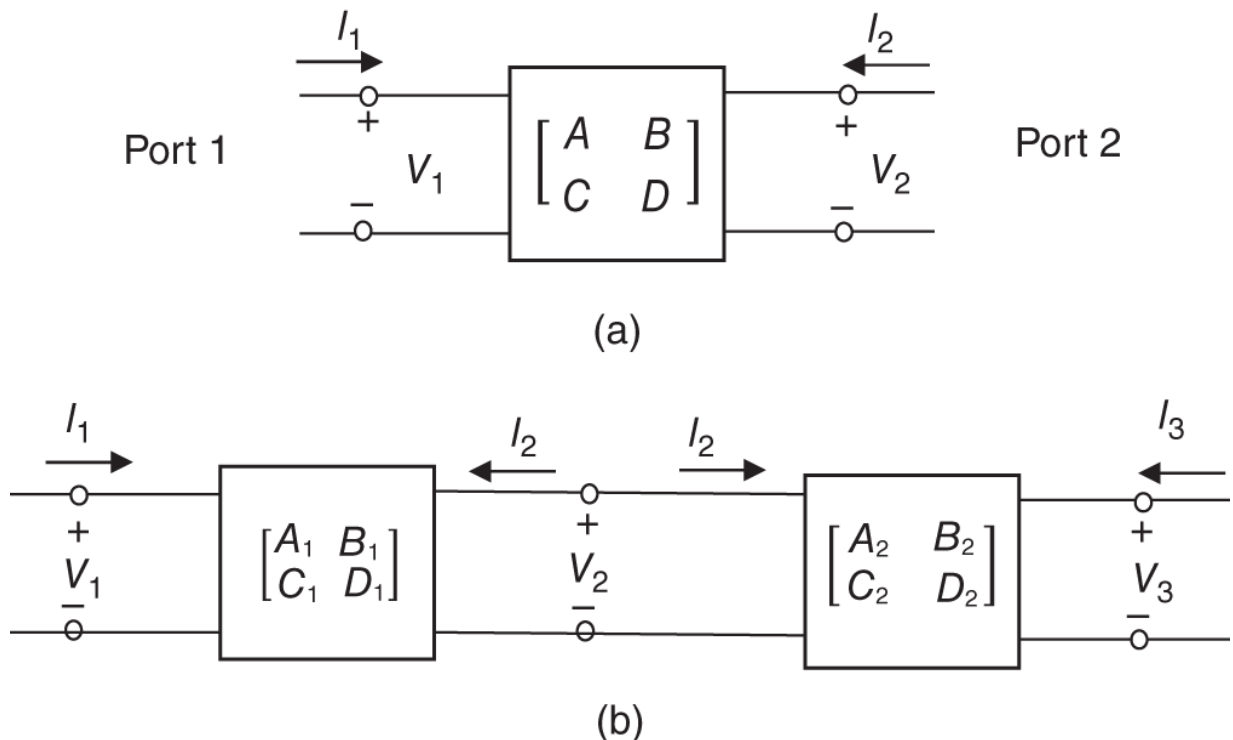 I₁ I₂
+ +
Port 1 V₁ [A B C D] V₂ Port 2
− −
(a)
I₁ I₂ I₂ I₃
+ + +
V₁ [A₁ B₁ C₁ D₁] V₂ [A₂ B₂ C₂ D₂] V₃
− − −
(b)